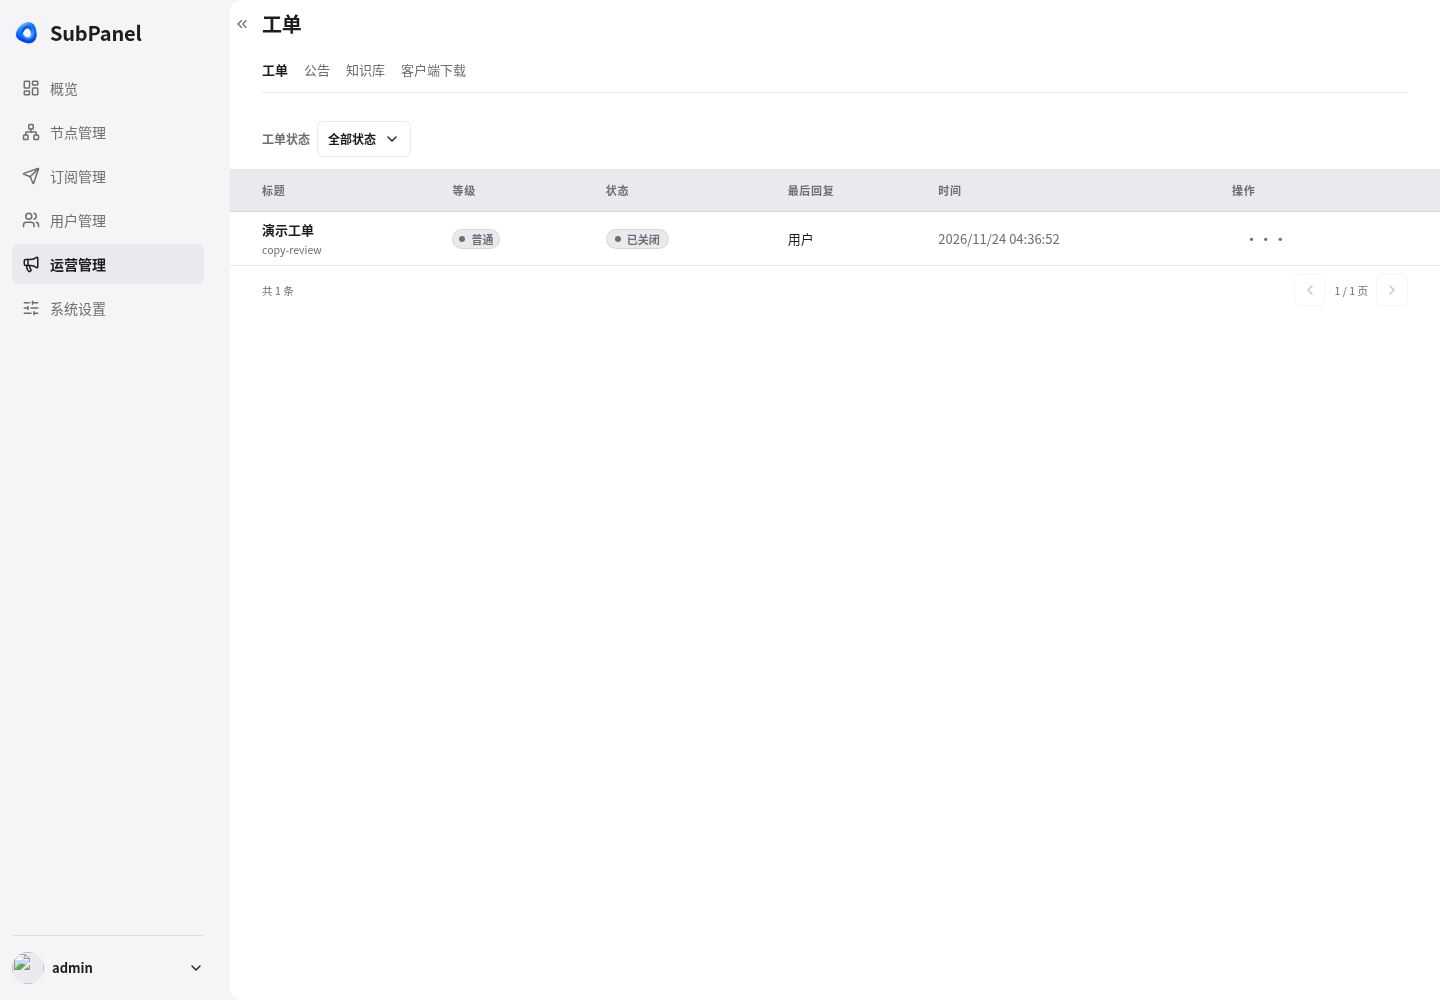 SubPanel
概览
节点管理
订阅管理
用户管理
运营管理
系统设置
admin
工单
工单 公告 知识库 客户端下载
工单状态 全部状态
标题 等级 状态 最后回复 时间 操作
演示工单 普通 已关闭 用户 2026/11/24 04:36:52
copy-review
共 1 条 1 / 1 页